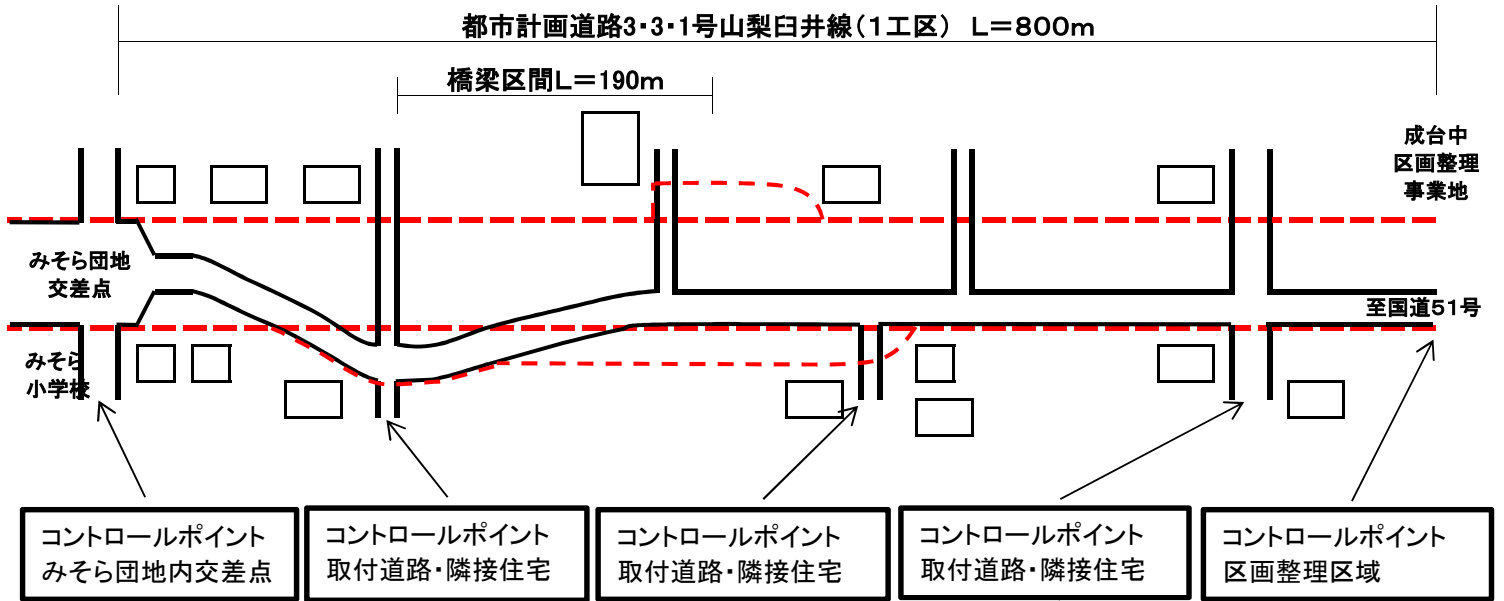 都市計画道路3・3・1号山梨臼井線(1工区) L=800m
橋梁区間L=190m
成台中
区画整理
事業地
みそら団地
交差点
至国道51号
みそら
小学校
コントロールポイント
みそら団地内交差点
コントロールポイント
取付道路・隣接住宅
コントロールポイント
取付道路・隣接住宅
コントロールポイント
取付道路・隣接住宅
コントロールポイント
区画整理区域